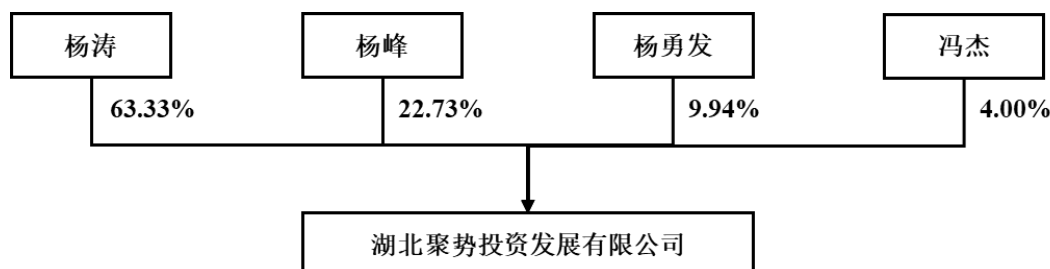 杨涛
杨峰
杨勇发
冯杰
63.33%
22.73%
9.94%
4.00%
湖北聚势投资发展有限公司